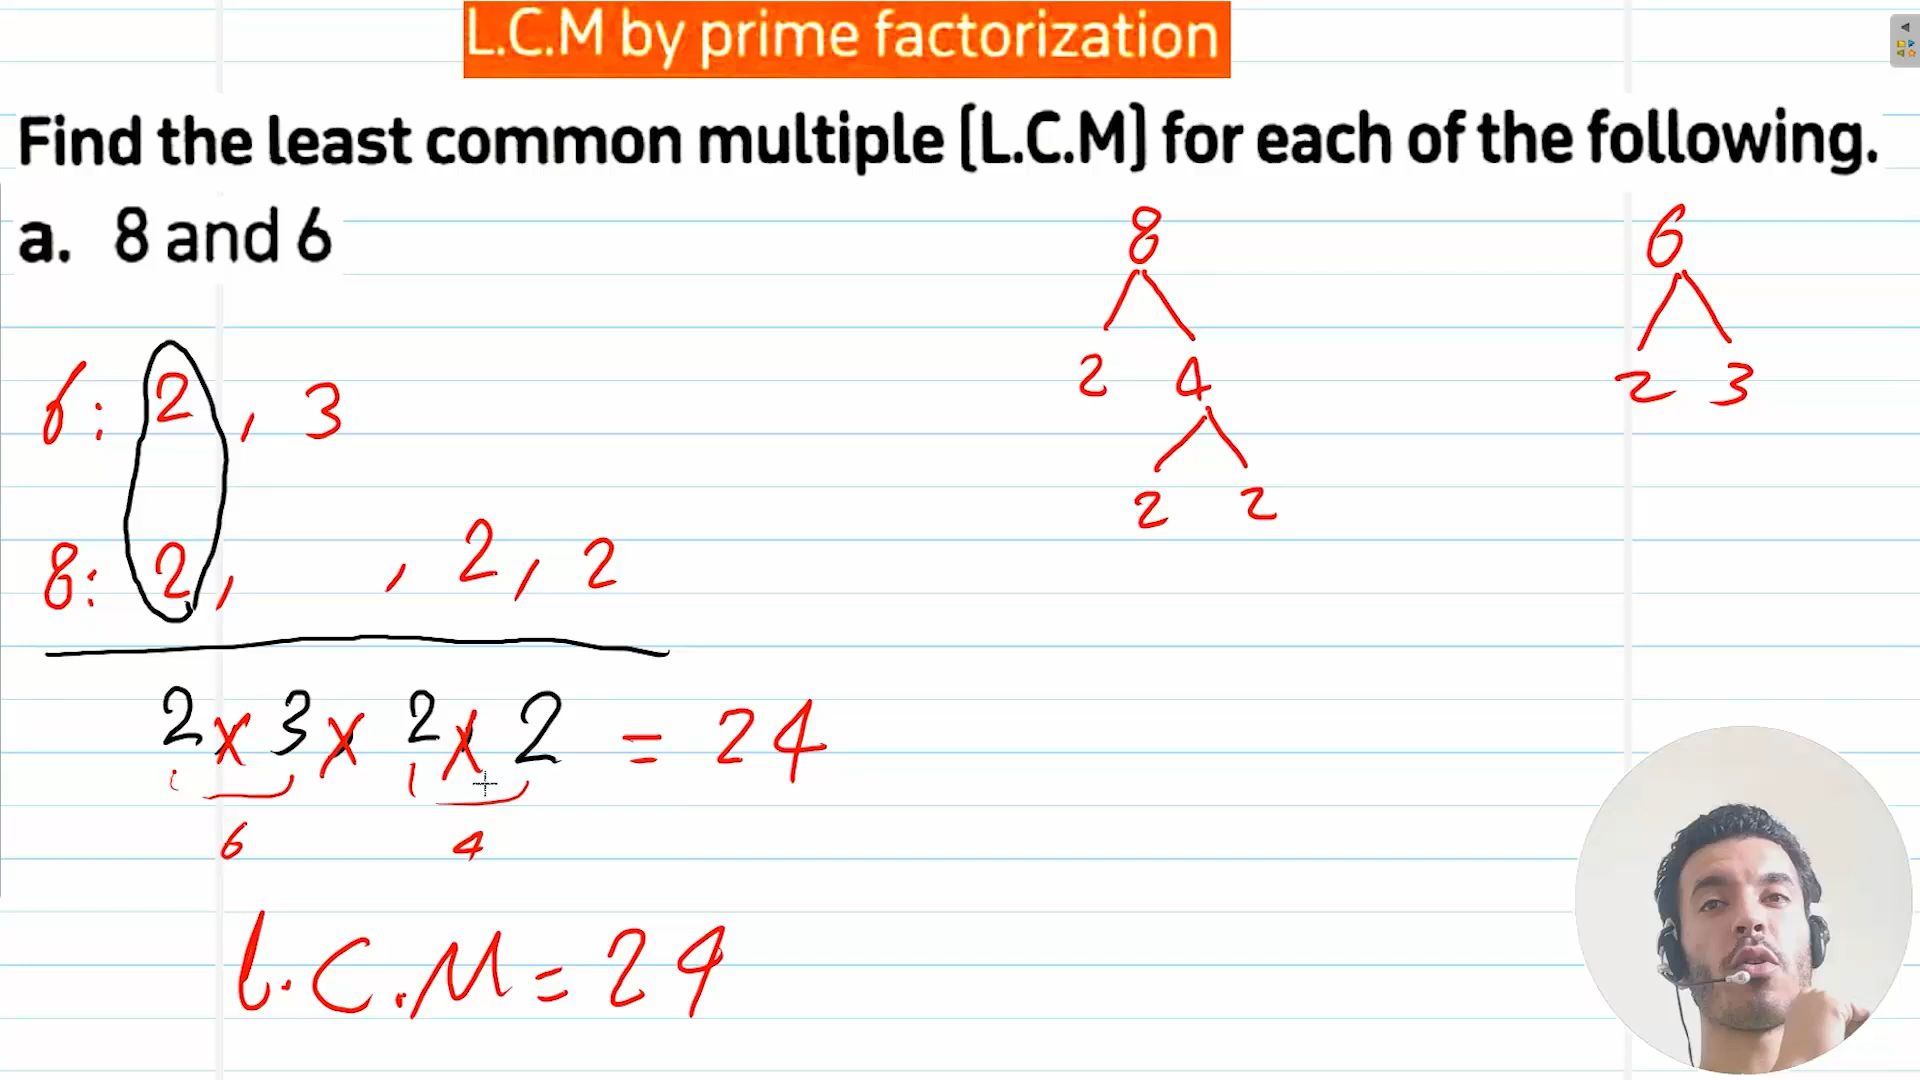 L.C.M by prime factorization
Find the least common multiple [L.C.M] for each of the following.
a. 8 and 6
8
6
2 4
2 3
2 2
6: 2 , 3
8: 2 , , 2 , 2
2 x 3 x 2 x 2 = 24
6 4
L.C.M = 24